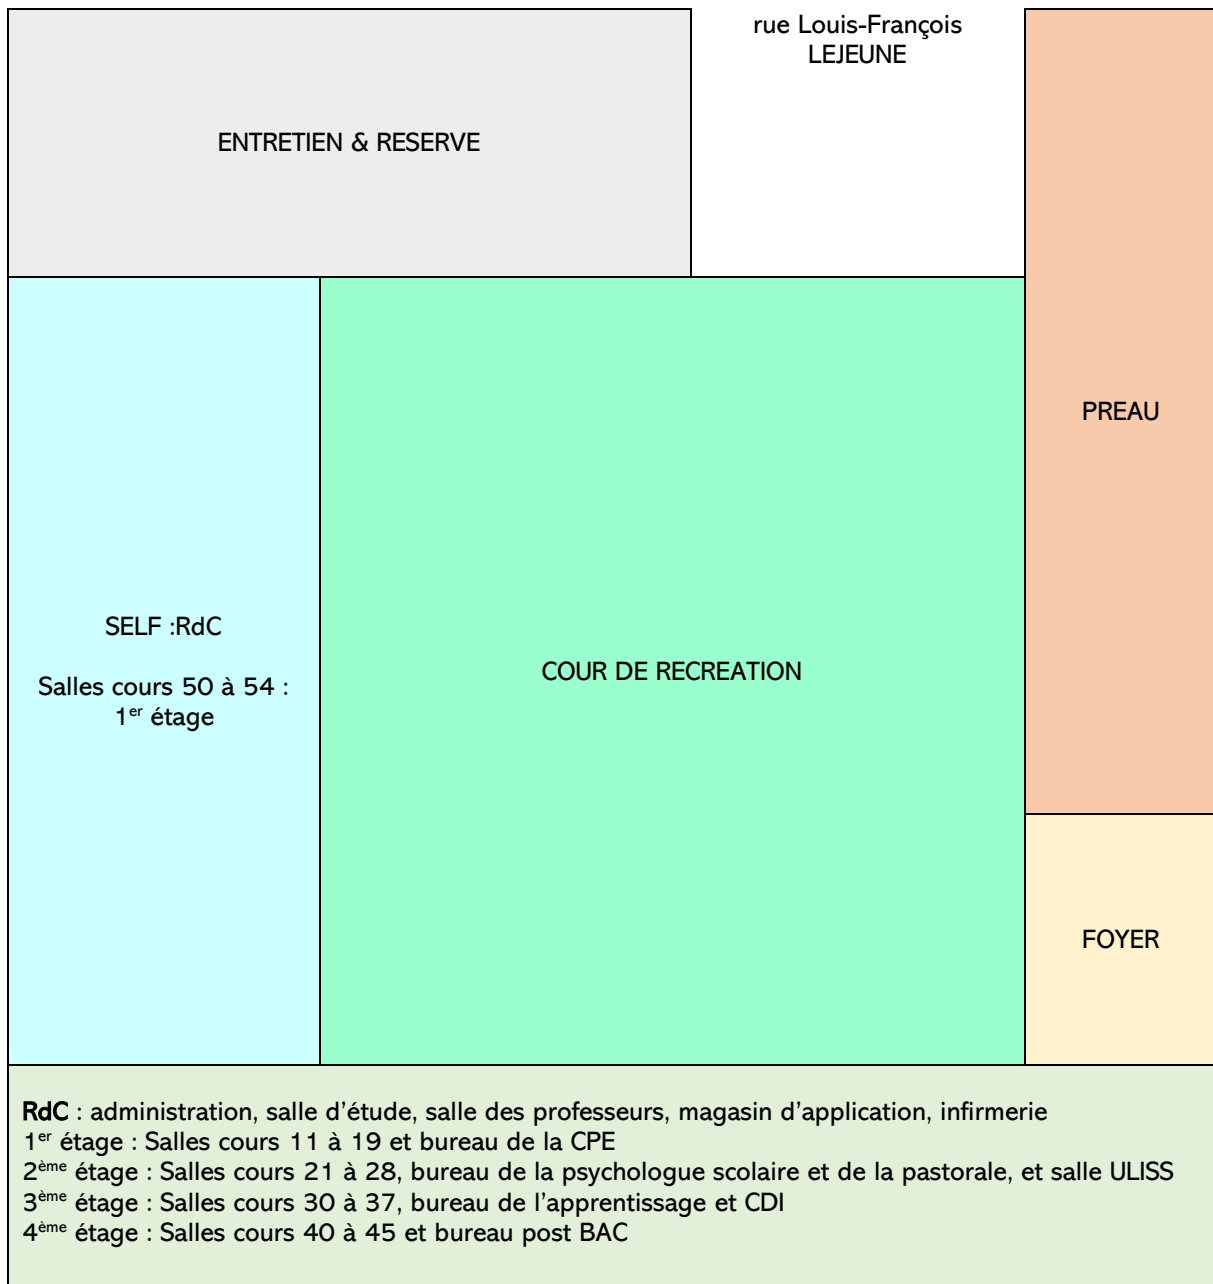 rue Louis-François
LEJEUNE
ENTRETIEN & RESERVE
PREAU
SELF :RdC
Salles cours 50 à 54 :
1er étage
COUR DE RECREATION
FOYER
RdC : administration, salle d’étude, salle des professeurs, magasin d’application, infirmerie
1er étage : Salles cours 11 à 19 et bureau de la CPE
2ème étage : Salles cours 21 à 28, bureau de la psychologue scolaire et de la pastorale, et salle ULISS
3ème étage : Salles cours 30 à 37, bureau de l’apprentissage et CDI
4ème étage : Salles cours 40 à 45 et bureau post BAC